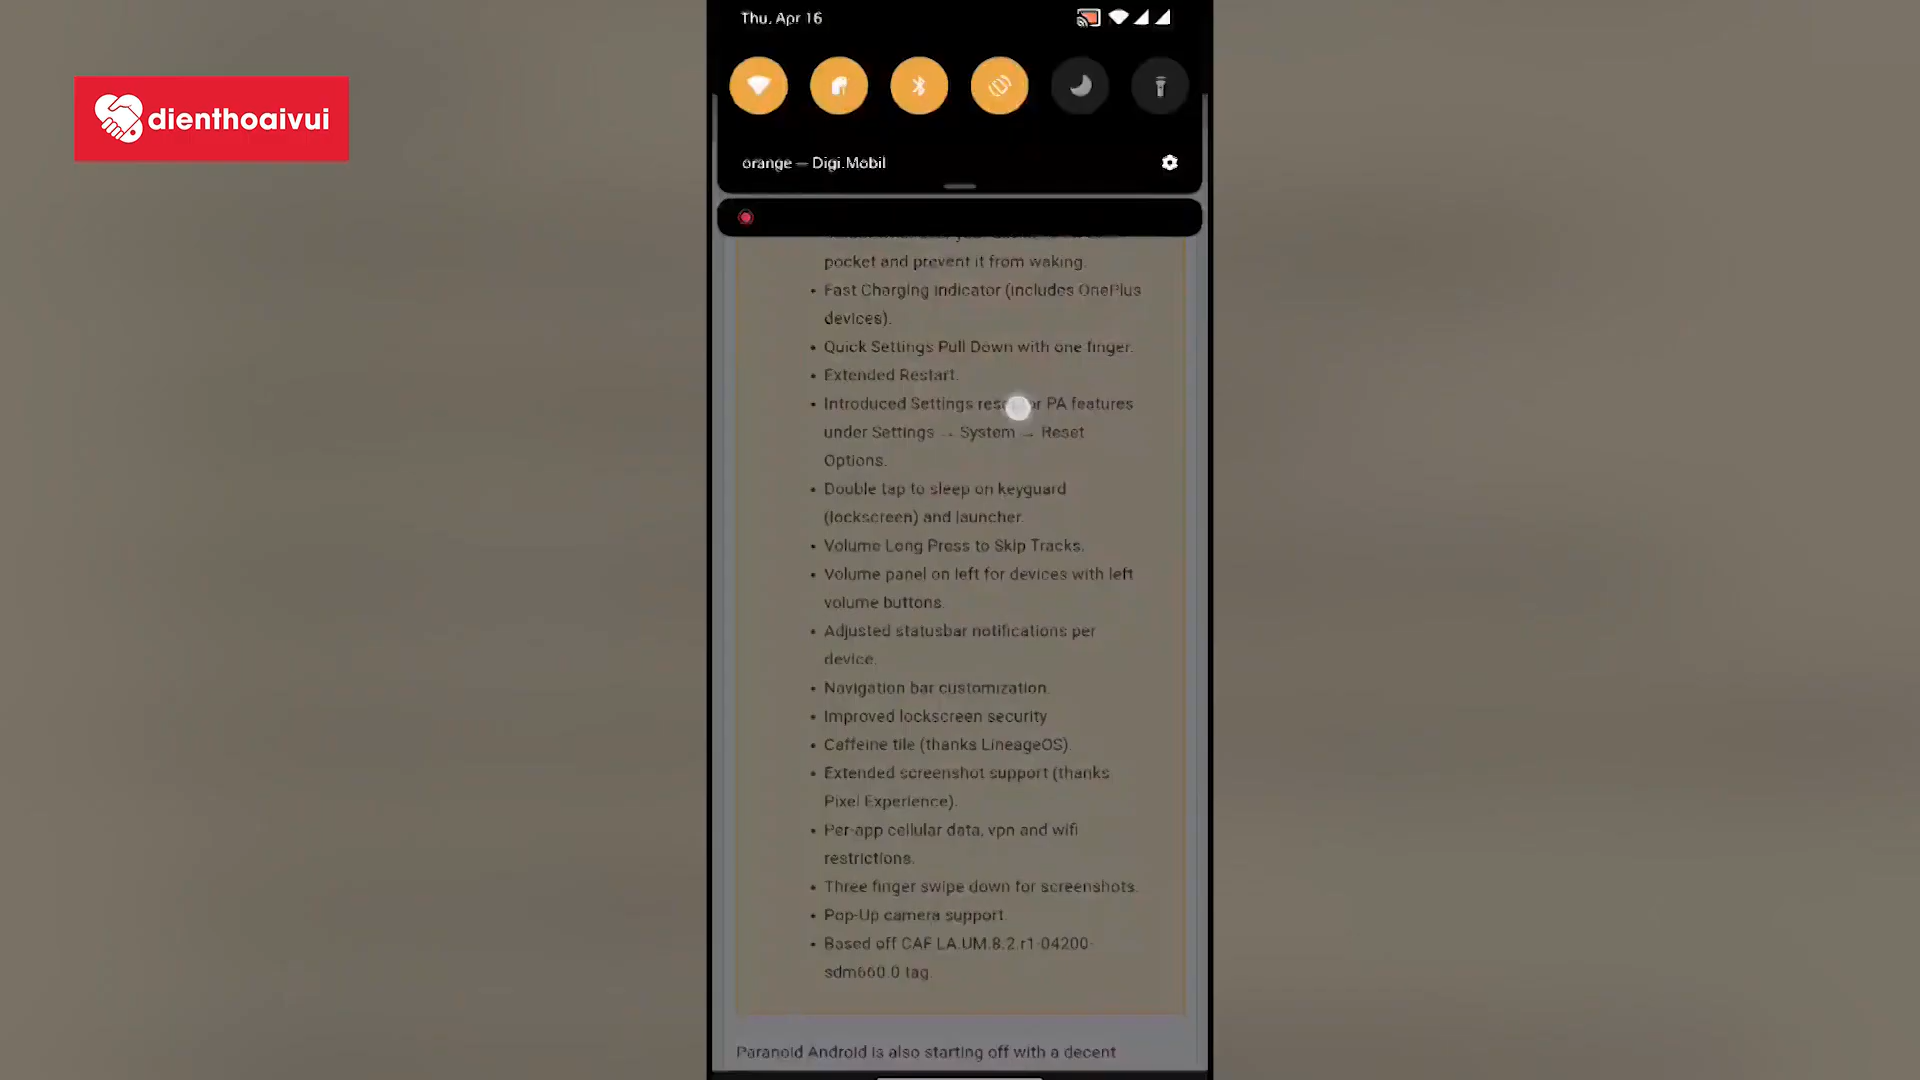 Thu, Apr 16
dienthoaivui
orange — Digi.Mobil
pocket and prevent it from waking.
• Fast Charging indicator (includes OnePlus
devices).
• Quick Settings Pull Down with one finger.
• Extended Restart.
• Introduced Settings or PA features
under Settings → System → Reset
Options.
• Double tap to sleep on keyguard
(lockscreen) and launcher.
• Volume Long Press to Skip Tracks.
• Volume panel on left for devices with left
volume buttons.
• Adjusted statusbar notifications per
device.
• Navigation bar customization.
• Improved lockscreen security
• Caffeine tile (thanks LineageOS).
• Extended screenshot support (thanks
Pixel Experience).
• Per-app cellular data, vpn and wifi
restrictions.
• Three finger swipe down for screenshots.
• Pop-Up camera support.
• Based off CAF LA.UM.8.2.r1-04200-
sdm660.0 tag.
Paranoid Android is also starting off with a decent